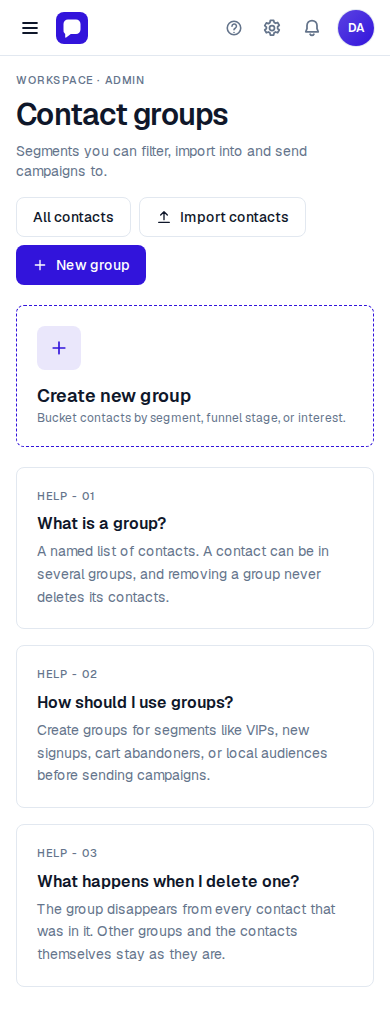 DA
WORKSPACE · ADMIN
Contact groups
Segments you can filter, import into and send
campaigns to.
All contacts
Import contacts
New group
Create new group
Bucket contacts by segment, funnel stage, or interest.
HELP - 01
What is a group?
A named list of contacts. A contact can be in
several groups, and removing a group never
deletes its contacts.
HELP - 02
How should I use groups?
Create groups for segments like VIPs, new
signups, cart abandoners, or local audiences
before sending campaigns.
HELP - 03
What happens when I delete one?
The group disappears from every contact that
was in it. Other groups and the contacts
themselves stay as they are.